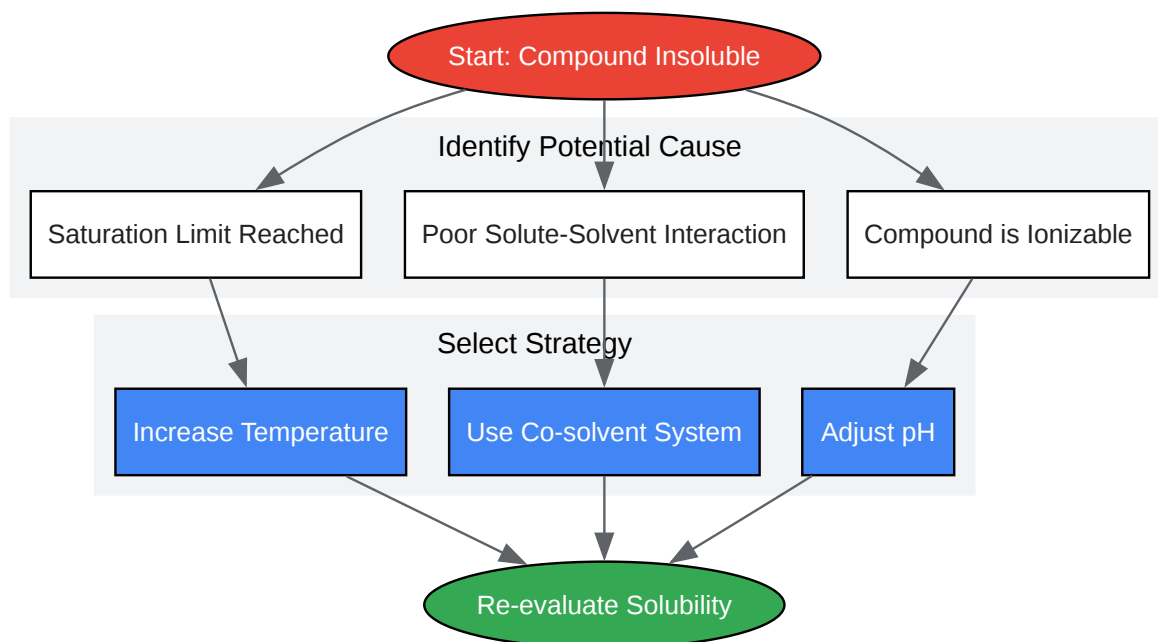 Start: Compound Insoluble
Identify Potential Cause
Saturation Limit Reached
Poor Solute-Solvent Interaction
Compound is Ionizable
Select Strategy
Increase Temperature
Use Co-solvent System
Adjust pH
Re-evaluate Solubility